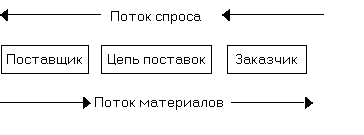 Поток спроса
Поставщик Цепь поставок Заказчик
Поток материалов